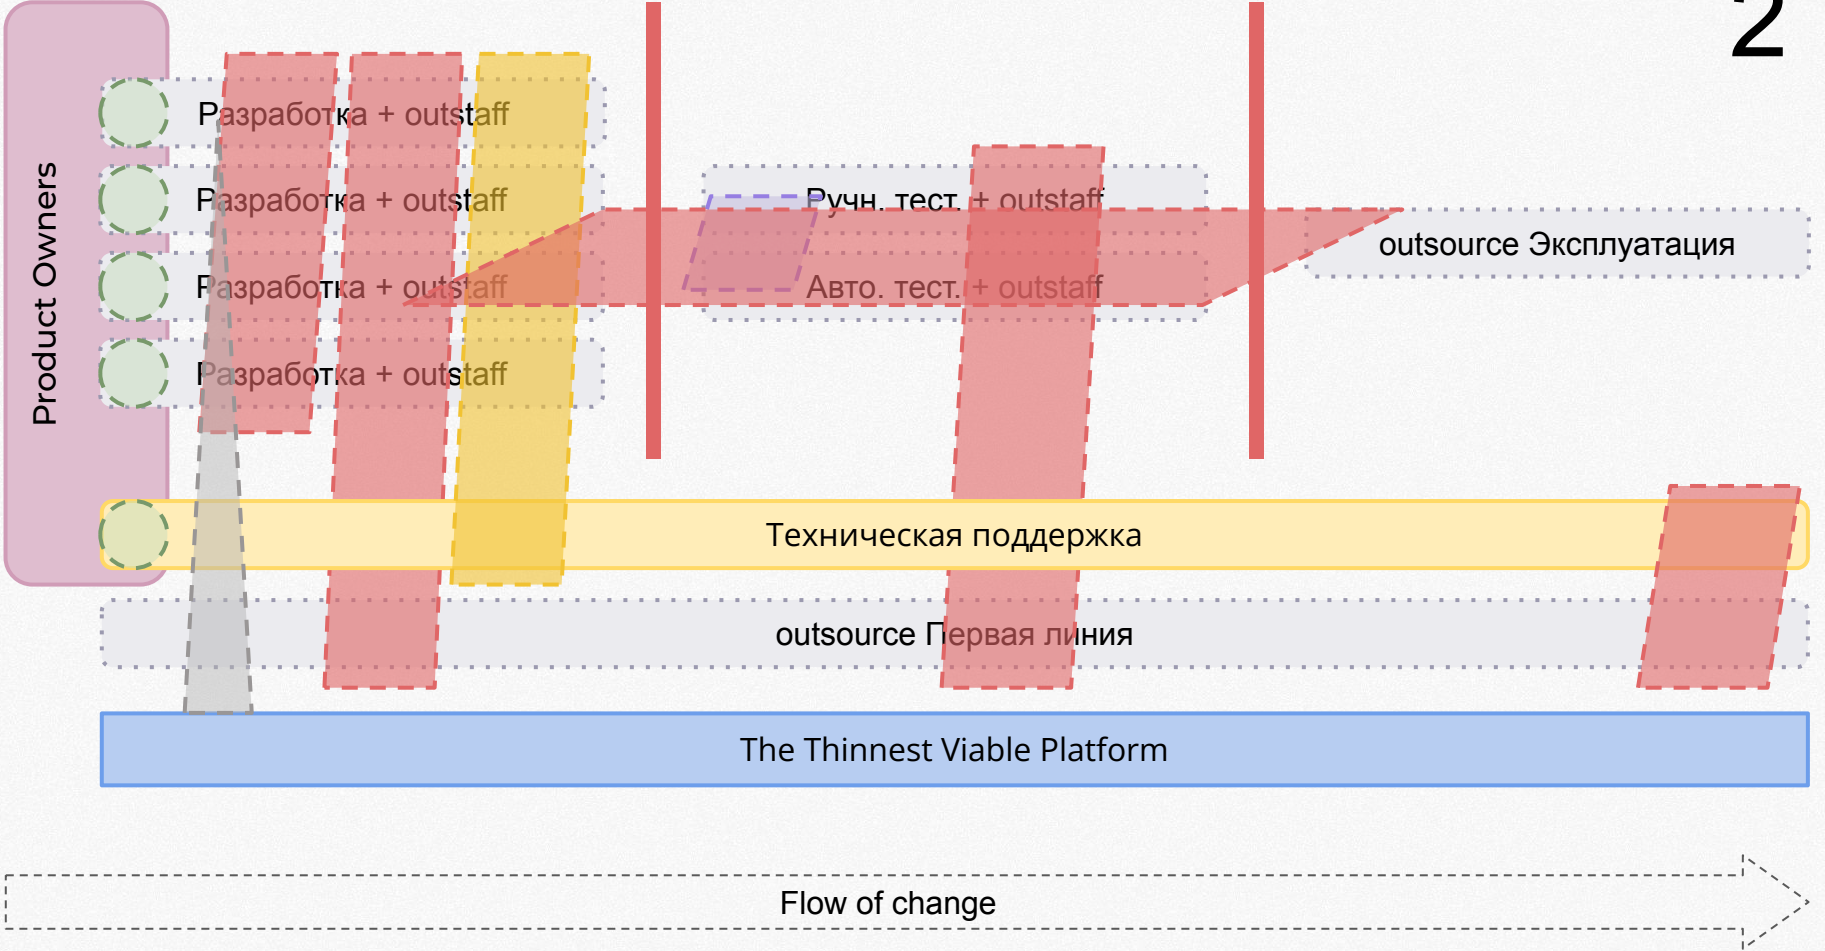 2
Product Owners
Разработка + outstaff
Разработка + outstaff
Разработка + outstaff
Разработка + outstaff
Ручн. тест. + outstaff
Авто. тест. + outstaff
outsource Эксплуатация
Техническая поддержка
outsource Первая линия
The Thinnest Viable Platform
Flow of change